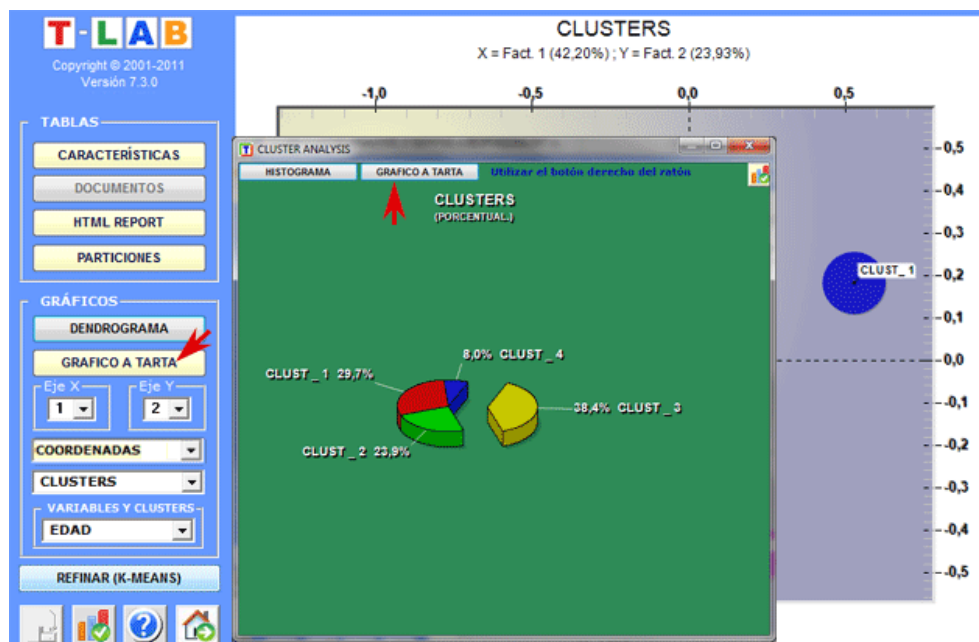 T-LAB
Copyright © 2001-2011
Versión 7.3.0
TABLAS
CARACTERÍSTICAS
DOCUMENTOS
HTML REPORT
PARTICIONES
GRÁFICOS
DENDROGRAMA
GRAFICO A TARTA
Eje X
Eje Y
1
2
COORDENADAS
CLUSTERS
VARIABLES Y CLUSTERS
EDAD
REFINAR (K-MEANS)
CLUSTERS
X = Fact. 1 (42,20%) ; Y = Fact. 2 (23,93%)
-1,0
-0,5
0,0
0,5
CLUSTER ANALYSIS
HISTOGRAMA
GRAFICO A TARTA
Utilizar el botón derecho del ratón
CLUSTERS
(PORCENTUAL.)
8,0% CLUST_4
CLUST_1 29,7%
38,4% CLUST_3
CLUST_2 23,9%
CLUST_1
-0,5
-0,4
-0,3
-0,2
-0,1
-0,0
-0,1
-0,2
-0,3
-0,4
-0,5